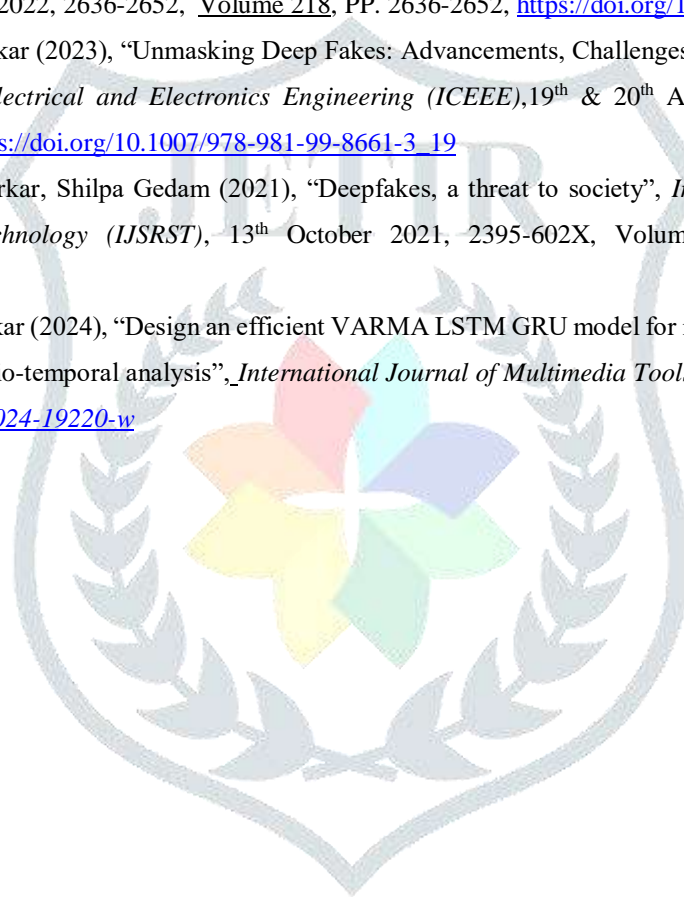 2022, 2636-2652, Volume 218, PP. 2636-2652, https://doi.org/1
kar (2023), “Unmasking Deep Fakes: Advancements, Challenges
lectrical and Electronics Engineering (ICEEE),19th & 20th A
s://doi.org/10.1007/978-981-99-8661-3_19
rkar, Shilpa Gedam (2021), “Deepfakes, a threat to society”, I
chnology (IJSRST), 13th October 2021, 2395-602X, Volum
kar (2024), “Design an efficient VARMA LSTM GRU model for
io-temporal analysis”, International Journal of Multimedia Tool
024-19220-w
JETIR